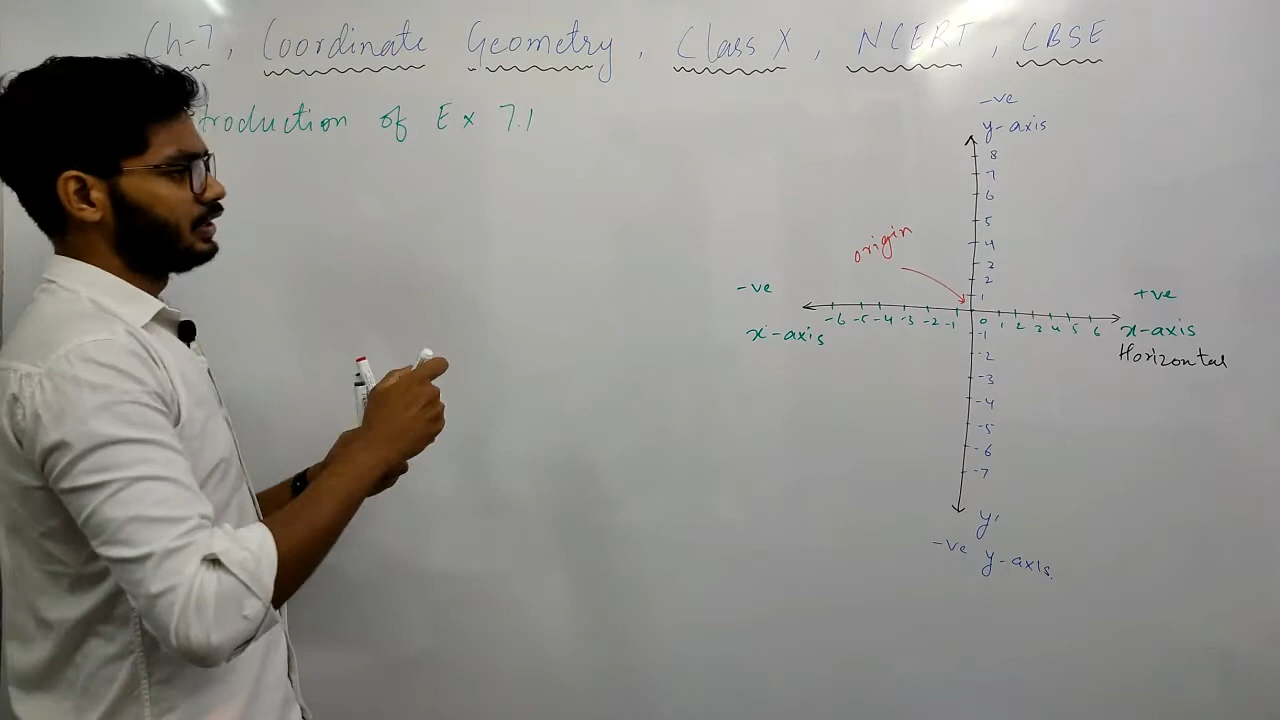 Ch-7, Coordinate Geometry, Class X, NCERT, CBSE
troduction of Ex 7.1
-ve
y-axis
8
7
6
5
4
3
2
1
origin
-ve
x-axis
+ve
x-axis
Horizontal
-6 -5 -4 -3 -2 -1 0 1 2 3 4 5 6
-1
-2
-3
-4
-5
-6
-7
y'
-ve y-axis.